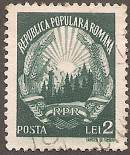 REPUBLICA POPULARA ROMANA
RPR
POSTA LEI 2